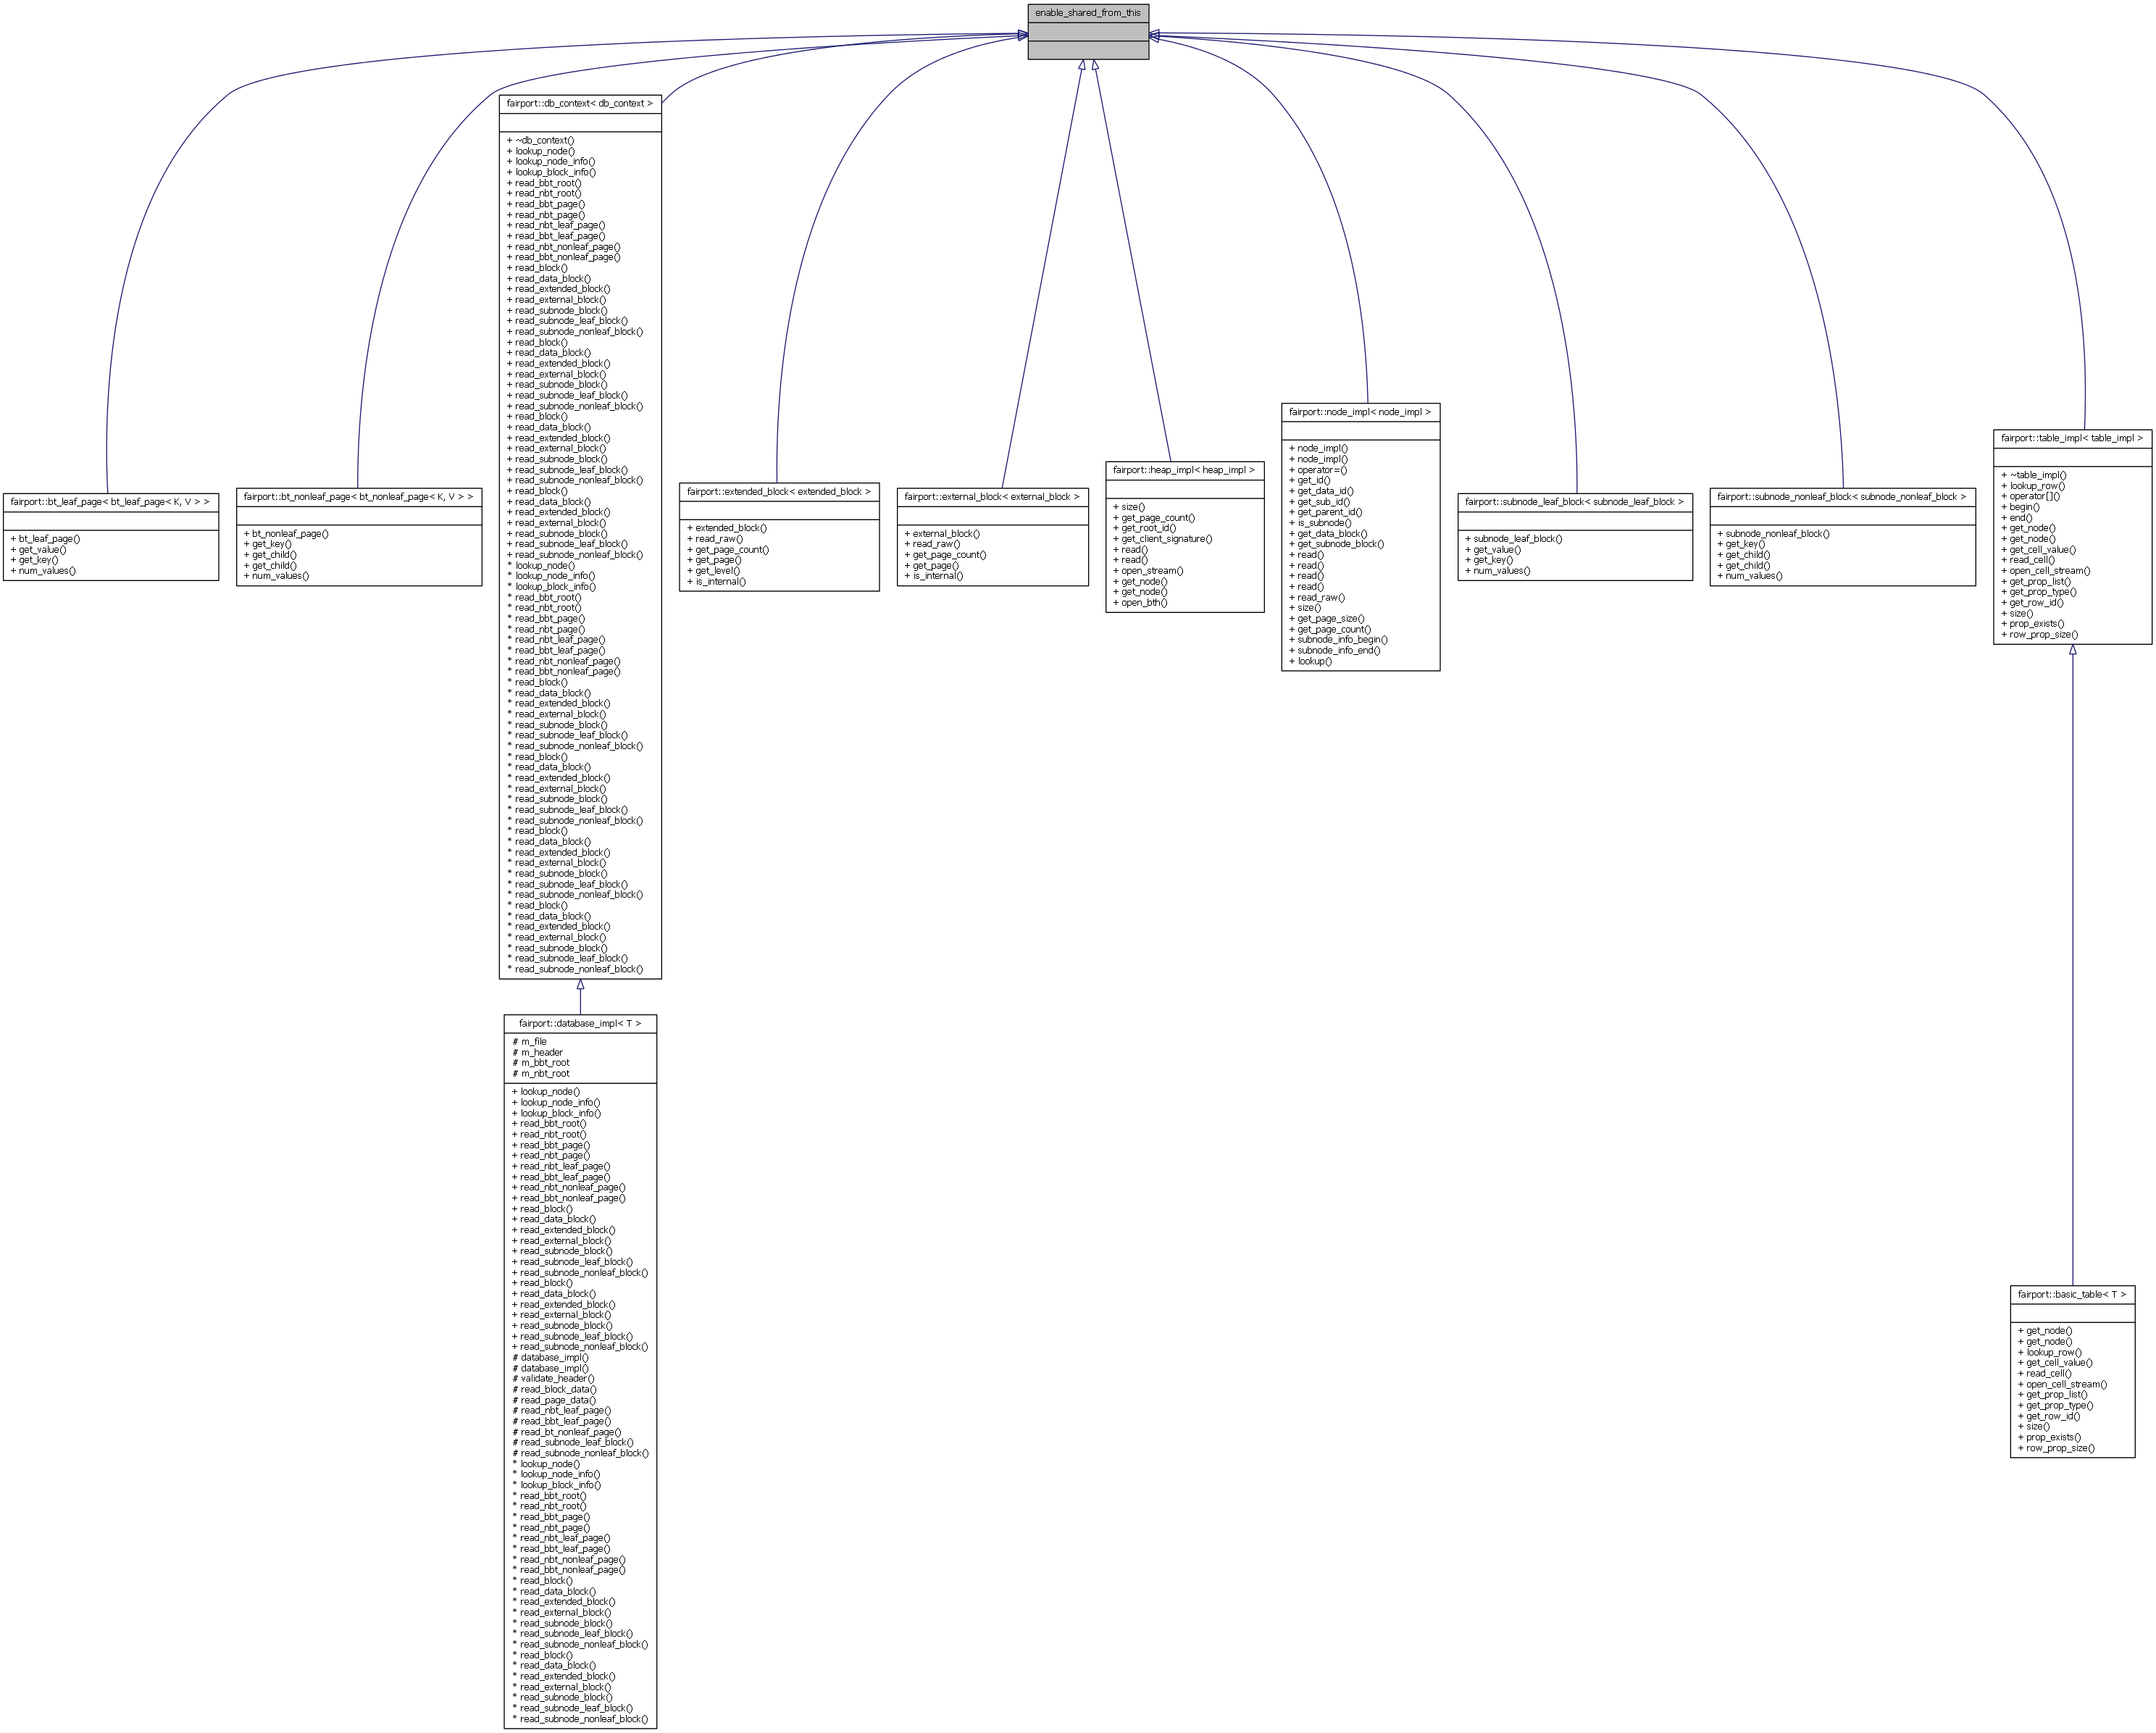 enable_shared_from_this
fairport::bt_leaf_page< bt_leaf_page< K, V > >
+ bt_leaf_page()
+ get_value()
+ get_key()
+ num_values()
fairport::bt_nonleaf_page< bt_nonleaf_page< K, V > >
+ bt_nonleaf_page()
+ get_key()
+ get_child()
+ get_child()
+ num_values()
fairport::db_context< db_context >
+ ~db_context()
+ lookup_node()
+ lookup_node_info()
+ lookup_block_info()
+ read_bbt_root()
+ read_nbt_root()
+ read_bbt_page()
+ read_nbt_page()
+ read_nbt_leaf_page()
+ read_bbt_leaf_page()
+ read_nbt_nonleaf_page()
+ read_bbt_nonleaf_page()
+ read_block()
+ read_data_block()
+ read_extended_block()
+ read_external_block()
+ read_subnode_block()
+ read_subnode_leaf_block()
+ read_subnode_nonleaf_block()
+ read_block()
+ read_data_block()
+ read_extended_block()
+ read_external_block()
+ read_subnode_block()
+ read_subnode_leaf_block()
+ read_subnode_nonleaf_block()
+ read_block()
+ read_data_block()
+ read_extended_block()
+ read_external_block()
+ read_subnode_block()
+ read_subnode_leaf_block()
+ read_subnode_nonleaf_block()
+ read_block()
+ read_data_block()
+ read_extended_block()
+ read_external_block()
+ read_subnode_block()
+ read_subnode_leaf_block()
+ read_subnode_nonleaf_block()
* lookup_node()
* lookup_node_info()
* lookup_block_info()
* read_bbt_root()
* read_nbt_root()
* read_bbt_page()
* read_nbt_page()
* read_nbt_leaf_page()
* read_bbt_leaf_page()
* read_nbt_nonleaf_page()
* read_bbt_nonleaf_page()
* read_block()
* read_data_block()
* read_extended_block()
* read_external_block()
* read_subnode_block()
* read_subnode_leaf_block()
* read_subnode_nonleaf_block()
* read_block()
* read_data_block()
* read_extended_block()
* read_external_block()
* read_subnode_block()
* read_subnode_leaf_block()
* read_subnode_nonleaf_block()
* read_block()
* read_data_block()
* read_extended_block()
* read_external_block()
* read_subnode_block()
* read_subnode_leaf_block()
* read_subnode_nonleaf_block()
* read_block()
* read_data_block()
* read_extended_block()
* read_external_block()
* read_subnode_block()
* read_subnode_leaf_block()
* read_subnode_nonleaf_block()
fairport::extended_block< extended_block >
+ extended_block()
+ read_raw()
+ get_page_count()
+ get_page()
+ get_level()
+ is_internal()
fairport::external_block< external_block >
+ external_block()
+ read_raw()
+ get_page_count()
+ get_page()
+ is_internal()
fairport::heap_impl< heap_impl >
+ size()
+ get_page_count()
+ get_root_id()
+ get_client_signature()
+ read()
+ read()
+ open_stream()
+ get_node()
+ get_node()
+ open_bth()
fairport::node_impl< node_impl >
+ node_impl()
+ node_impl()
+ operator=()
+ get_id()
+ get_data_id()
+ get_sub_id()
+ get_parent_id()
+ is_subnode()
+ get_data_block()
+ get_subnode_block()
+ read()
+ read()
+ read()
+ read()
+ read_raw()
+ size()
+ get_page_size()
+ get_page_count()
+ subnode_info_begin()
+ subnode_info_end()
+ lookup()
fairport::subnode_leaf_block< subnode_leaf_block >
+ subnode_leaf_block()
+ get_value()
+ get_key()
+ num_values()
fairport::subnode_nonleaf_block< subnode_nonleaf_block >
+ subnode_nonleaf_block()
+ get_key()
+ get_child()
+ get_child()
+ num_values()
fairport::table_impl< table_impl >
+ ~table_impl()
+ lookup_row()
+ operator[]()
+ begin()
+ end()
+ get_node()
+ get_node()
+ get_cell_value()
+ read_cell()
+ open_cell_stream()
+ get_prop_list()
+ get_prop_type()
+ get_row_id()
+ size()
+ prop_exists()
+ row_prop_size()
fairport::database_impl< T >
# m_file
# m_header
# m_bbt_root
# m_nbt_root
+ lookup_node()
+ lookup_node_info()
+ lookup_block_info()
+ read_bbt_root()
+ read_nbt_root()
+ read_bbt_page()
+ read_nbt_page()
+ read_nbt_leaf_page()
+ read_bbt_leaf_page()
+ read_nbt_nonleaf_page()
+ read_bbt_nonleaf_page()
+ read_block()
+ read_data_block()
+ read_extended_block()
+ read_external_block()
+ read_subnode_block()
+ read_subnode_leaf_block()
+ read_subnode_nonleaf_block()
+ read_block()
+ read_data_block()
+ read_extended_block()
+ read_external_block()
+ read_subnode_block()
+ read_subnode_leaf_block()
+ read_subnode_nonleaf_block()
# database_impl()
# database_impl()
# validate_header()
# read_block_data()
# read_page_data()
# read_nbt_leaf_page()
# read_bbt_leaf_page()
# read_bt_nonleaf_page()
# read_subnode_leaf_block()
# read_subnode_nonleaf_block()
* lookup_node()
* lookup_node_info()
* lookup_block_info()
* read_bbt_root()
* read_nbt_root()
* read_bbt_page()
* read_nbt_page()
* read_nbt_leaf_page()
* read_bbt_leaf_page()
* read_nbt_nonleaf_page()
* read_bbt_nonleaf_page()
* read_block()
* read_data_block()
* read_extended_block()
* read_external_block()
* read_subnode_block()
* read_subnode_leaf_block()
* read_subnode_nonleaf_block()
* read_block()
* read_data_block()
* read_extended_block()
* read_external_block()
* read_subnode_block()
* read_subnode_leaf_block()
* read_subnode_nonleaf_block()
fairport::basic_table< T >
+ get_node()
+ get_node()
+ lookup_row()
+ get_cell_value()
+ read_cell()
+ open_cell_stream()
+ get_prop_list()
+ get_prop_type()
+ get_row_id()
+ size()
+ prop_exists()
+ row_prop_size()